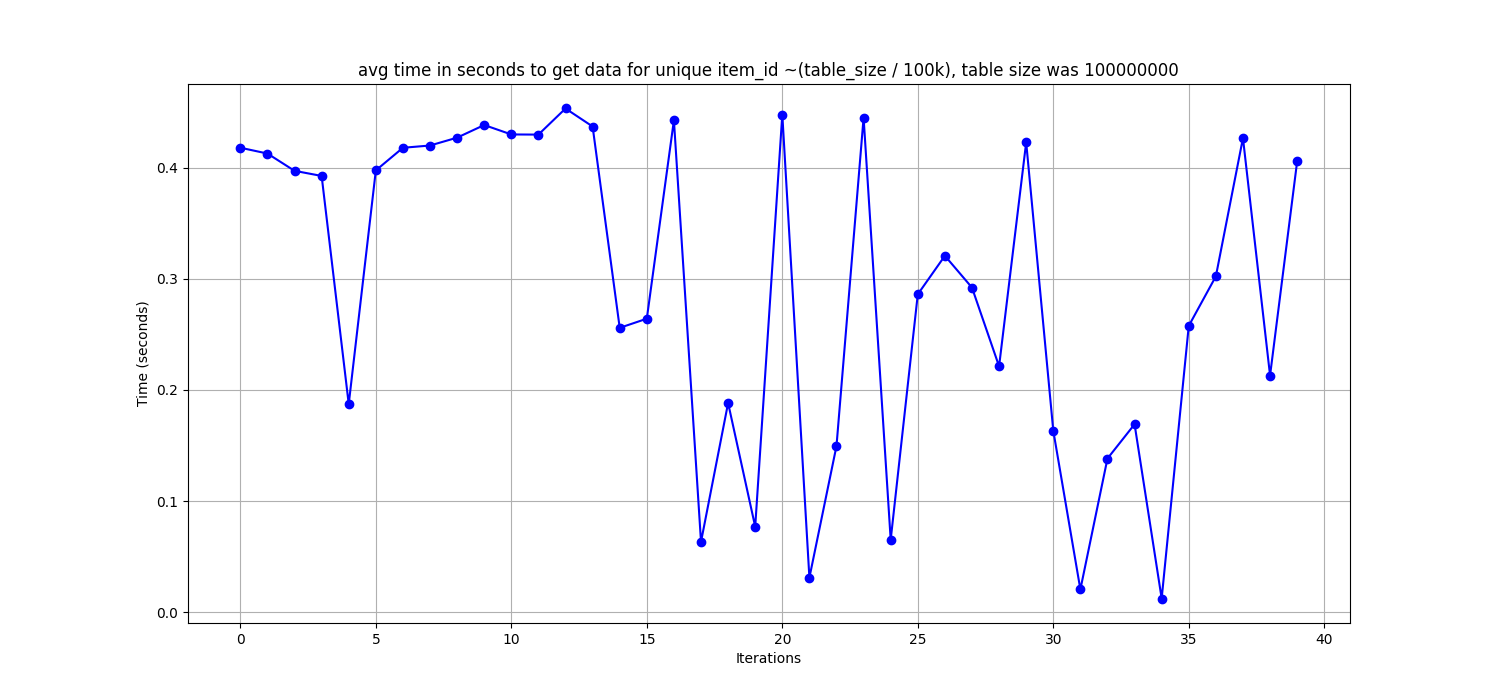 avg time in seconds to get data for unique item_id ~(table_size / 100k), table size was 100000000
0.4
0.3
0.2
0.1
0.0
Time (seconds)
0 5 10 15 20 25 30 35 40
Iterations